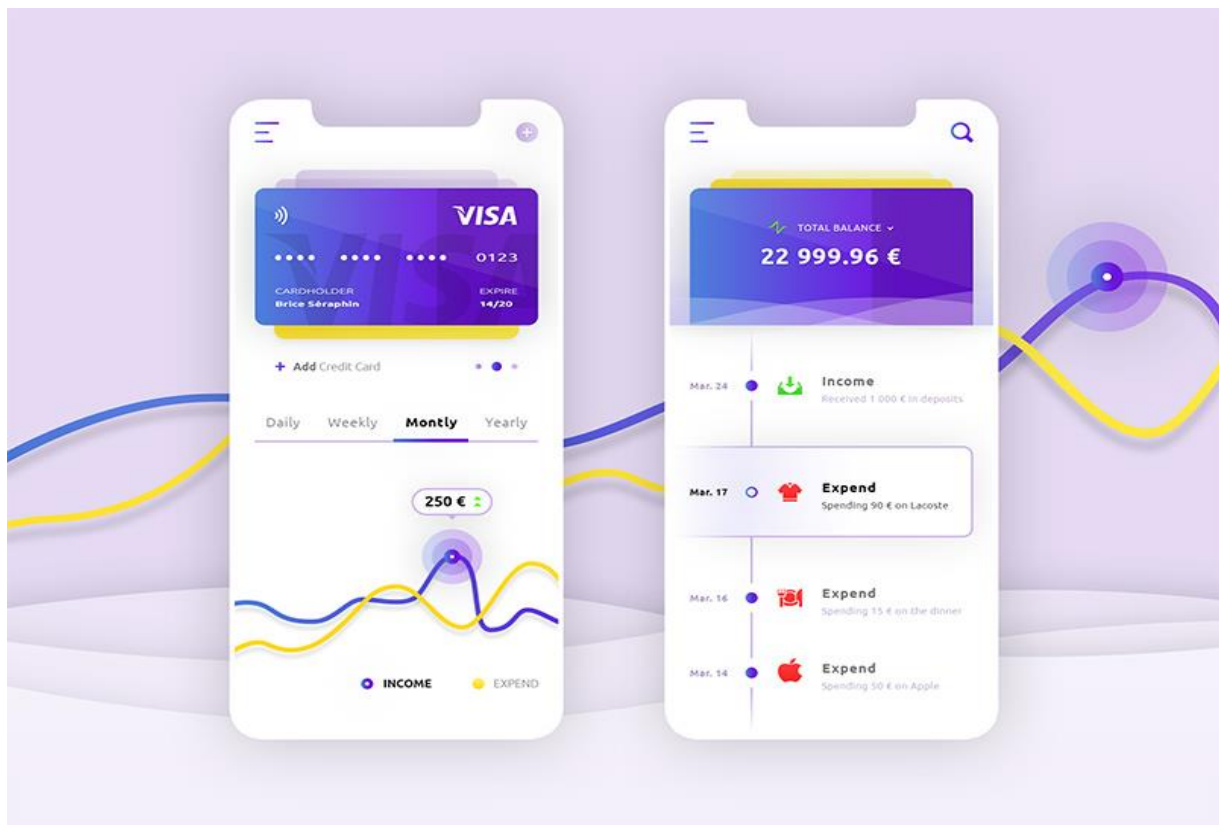 VISA
VISA
•••• •••• •••• 0123
CARDHOLDER EXPIRE
Brice Séraphin 14/20
+ Add Credit Card
Daily Weekly Montly Yearly
250 €
INCOME EXPEND
TOTAL BALANCE
22 999.96 €
Mar. 24 Income
Received 1 000 € in deposits
Mar. 17 Expend
Spending 90 € on Lacoste
Mar. 16 Expend
Spending 15 € on the dinner
Mar. 14 Expend
Spending 50 € on Apple